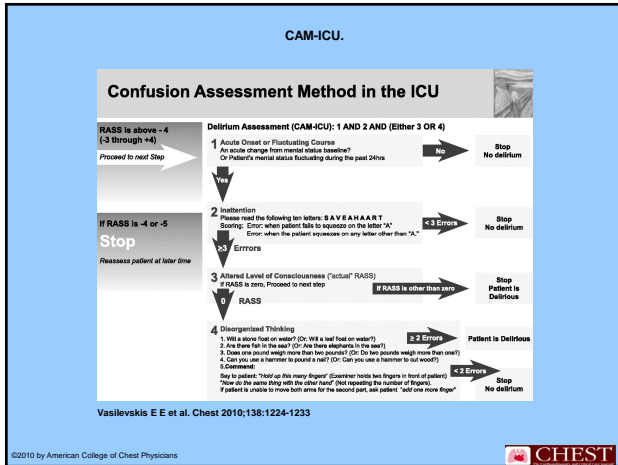 CAM-ICU.
Confusion Assessment Method in the ICU
RASS is above - 4
(-3 through +4)
Proceed to next Step
If RASS is -4 or -5
Stop
Reassess patient at later time
Delirium Assessment (CAM-ICU): 1 AND 2 AND (Either 3 OR 4)
1 Acute Onset or Fluctuating Course
An acute change from mental status baseline?
Or Patient's mental status fluctuating during the past 24hrs
No
Stop
No delirium
Yes
2 Inattention
Please read the following ten letters: S A V E A H A A R T
Scoring: Error: when patient fails to squeeze on the letter "A"
Error: when the patient squeezes on any letter other than "A."
< 3 Errors
Stop
No delirium
≥3 Errrors
3 Altered Level of Consciousness ("actual" RASS)
If RASS is zero, Proceed to next step
If RASS is other than zero
Stop
Patient is
Delirious
0 RASS
4 Disorganized Thinking
1. Will a stone float on water? (Or: Will a leaf float on water?)
2. Are there fish in the sea? (Or: Are there elephants in the sea?)
3. Does one pound weigh more than two pounds? (Or: Do two pounds weigh more than one?)
4. Can you use a hammer to pound a nail? (Or: Can you use a hammer to cut wood?)
5.Command:
Say to patient: "Hold up this many fingers" (Examiner holds two fingers in front of patient)
"Now do the same thing with the other hand" (Not repeating the number of fingers).
If patient is unable to move both arms for the second part, ask patient "add one more finger"
≥ 2 Errors
Patient is Delirious
< 2 Errors
Stop
No delirium
Vasilevskis E E et al. Chest 2010;138:1224-1233
©2010 by American College of Chest Physicians
CHEST